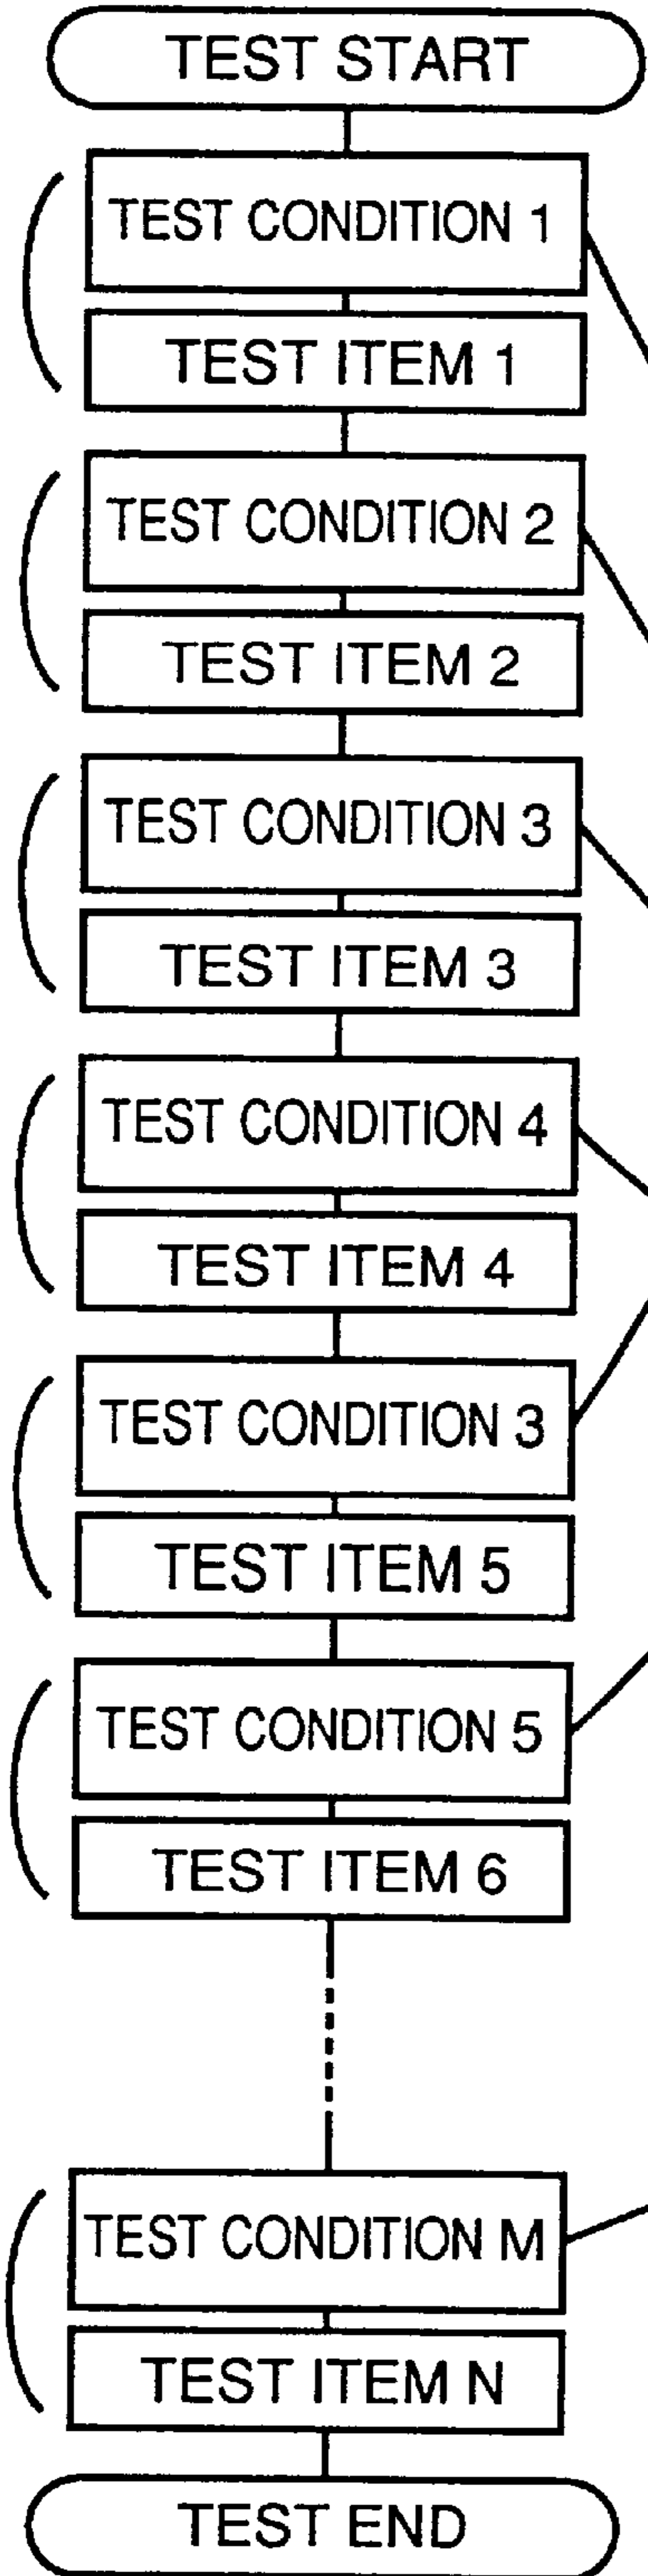 TEST START
TEST CONDITION 1
TEST ITEM 1
TEST CONDITION 2
TEST ITEM 2
TEST CONDITION 3
TEST ITEM 3
TEST CONDITION 4
TEST ITEM 4
TEST CONDITION 3
TEST ITEM 5
TEST CONDITION 5
TEST ITEM 6
TEST CONDITION M
TEST ITEM N
TEST END